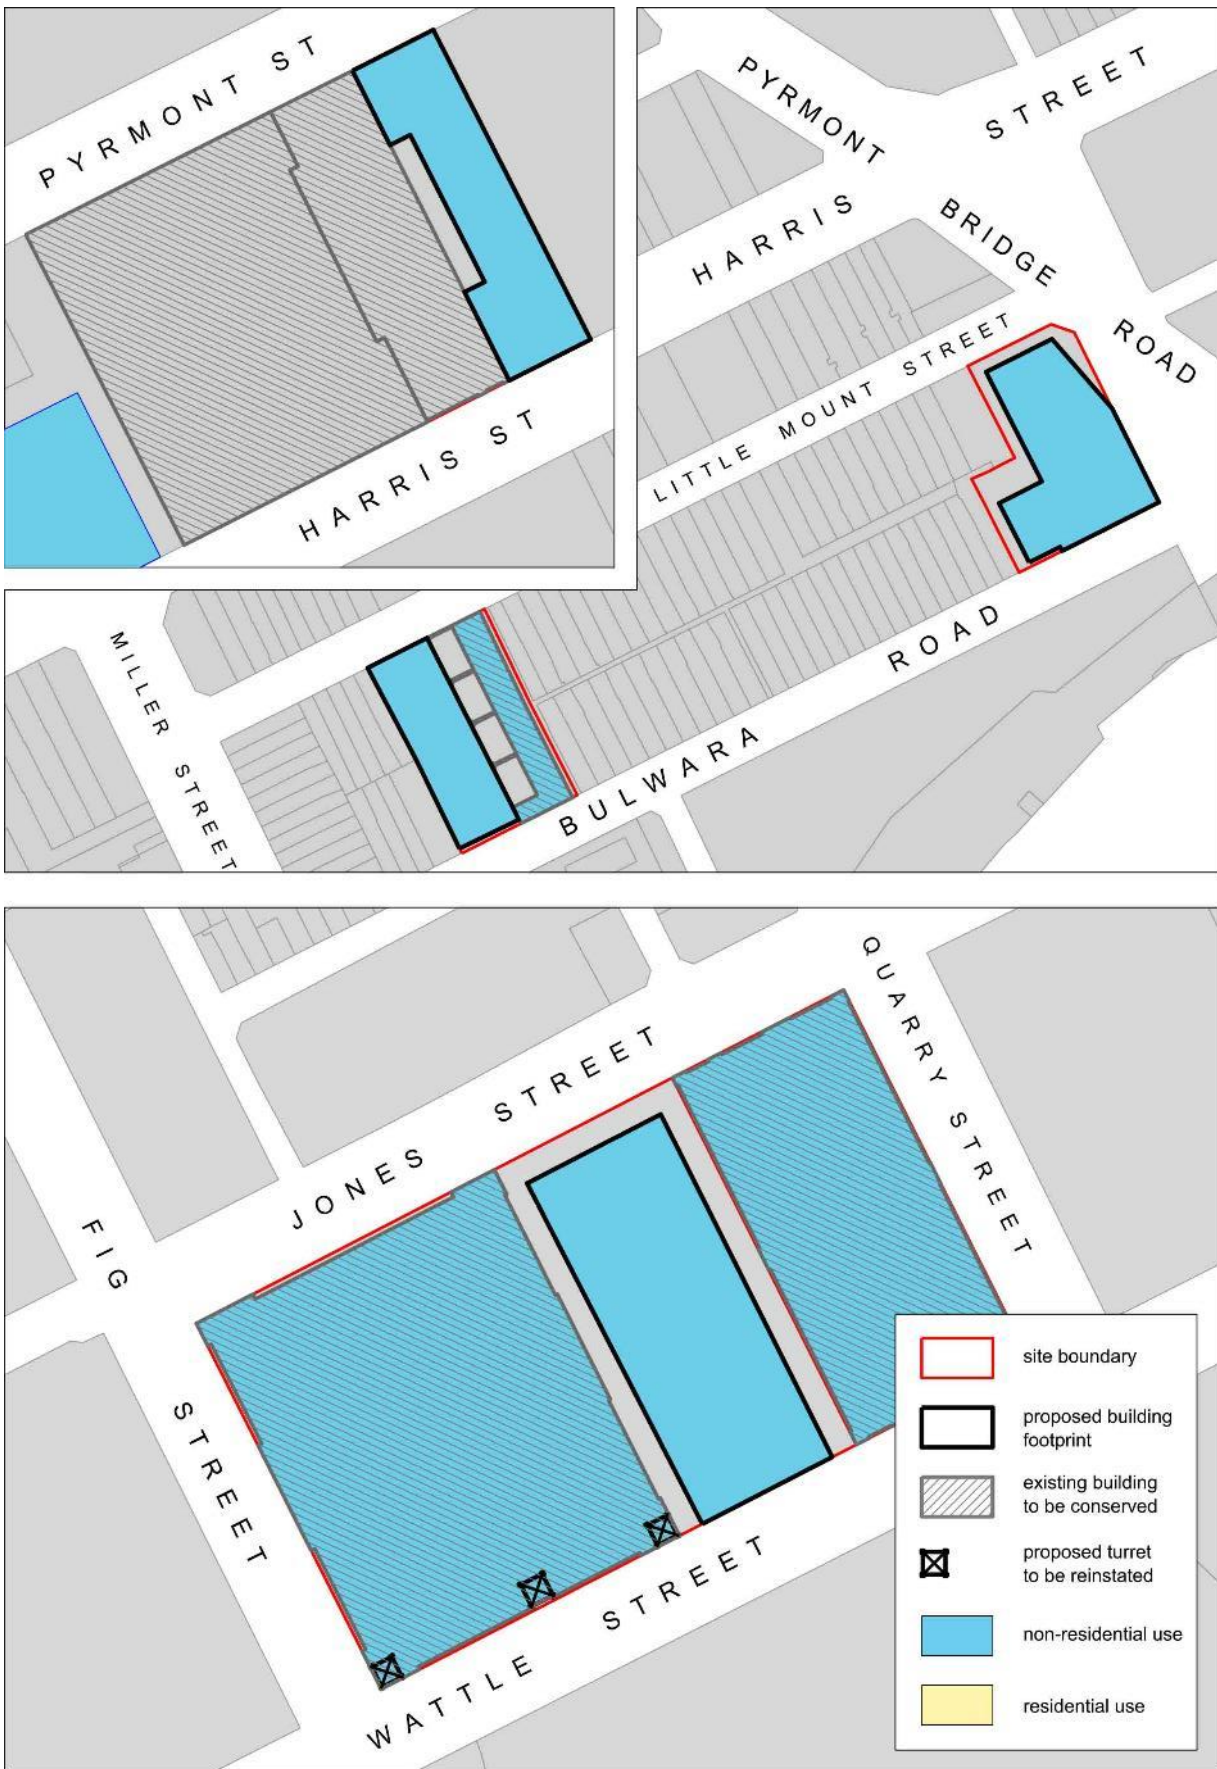 PYRMONT ST
HARRIS ST
PYRMONT
BRIDGE
ROAD
HARRIS STREET
LITTLE MOUNT STREET
MILLER STREET
BULWARA ROAD
QUARRY STREET
JONES STREET
FIG
STREET
WATTLE STREET
site boundary
proposed building
footprint
existing building
to be conserved
proposed turret
to be reinstated
non-residential use
residential use